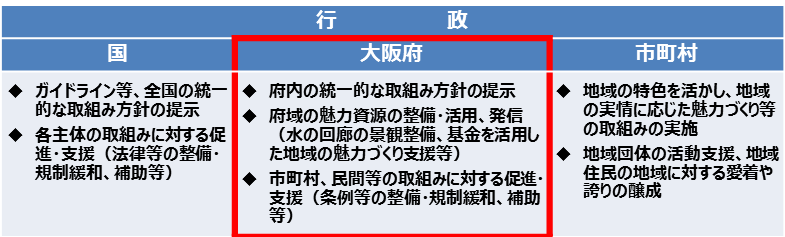 行　政
国
大阪府
市町村
◆ ガイドライン等、全国の統一
的な取組み方針の提示
◆ 各主体の取組みに対する促
進・支援（法律等の整備・
規制緩和、補助等）
◆ 府内の統一的な取組み方針の提示
◆ 府域の魅力資源の整備・活用、発信
（水の回廊の景観整備、基金を活用し
た地域の魅力づくり支援等）
◆ 市町村、民間等の取組みに対する促進・
支援（条例等の整備・規制緩和、補助
等）
◆ 地域の特色を活かし、地域
の実情に応じた魅力づくり等
の取組みの実施
◆ 地域団体の活動支援、地域
住民の地域に対する愛着や
誇りの醸成